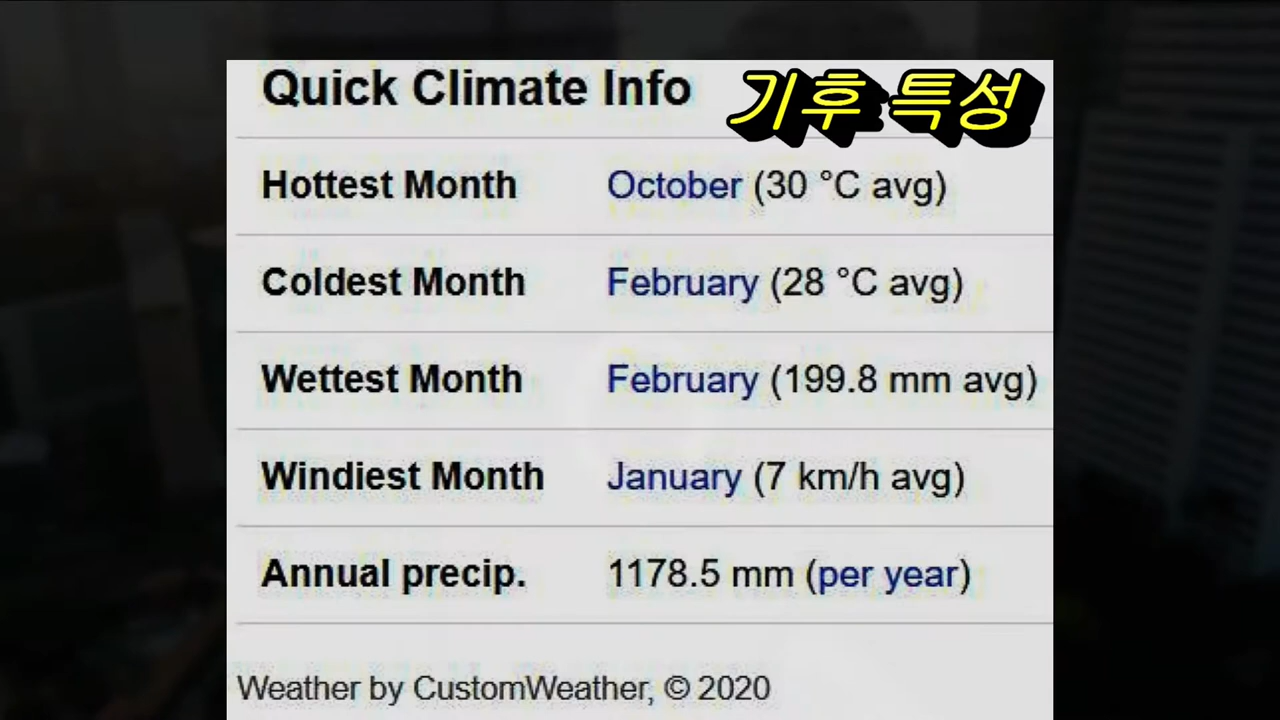 Quick Climate Info 기후 특성
Hottest Month October (30 °C avg)
Coldest Month February (28 °C avg)
Wettest Month February (199.8 mm avg)
Windiest Month January (7 km/h avg)
Annual precip. 1178.5 mm (per year)
Weather by CustomWeather, © 2020